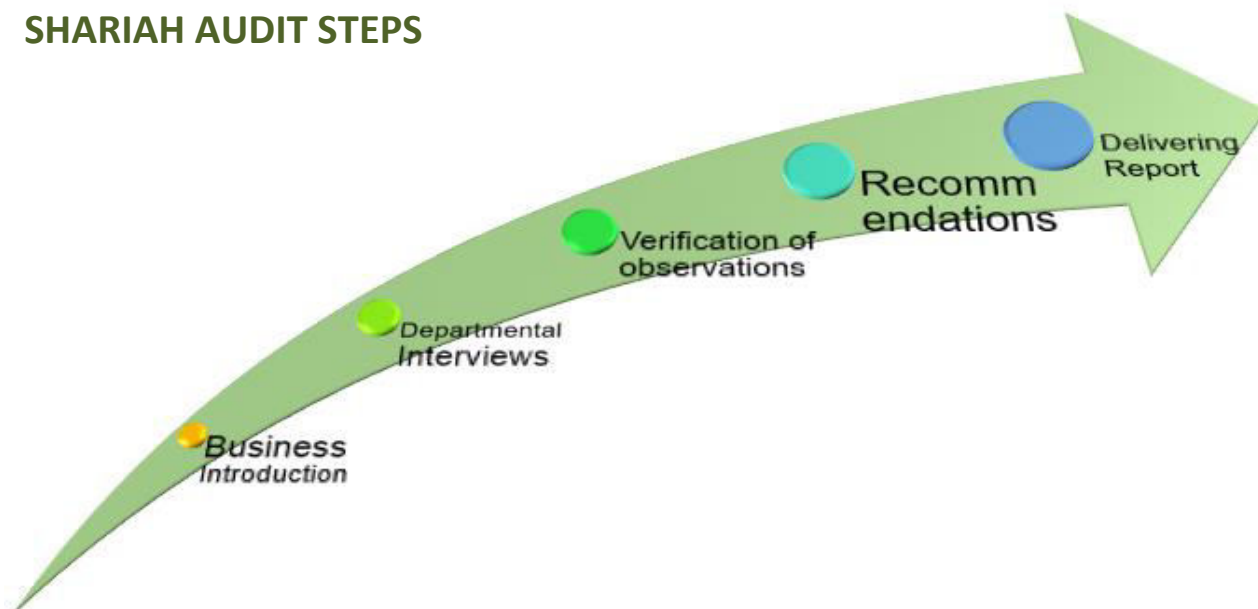 SHARIAH AUDIT STEPS
Delivering
Report
Recomm
endations
Verification of
observations
Departmental
Interviews
Business
Introduction